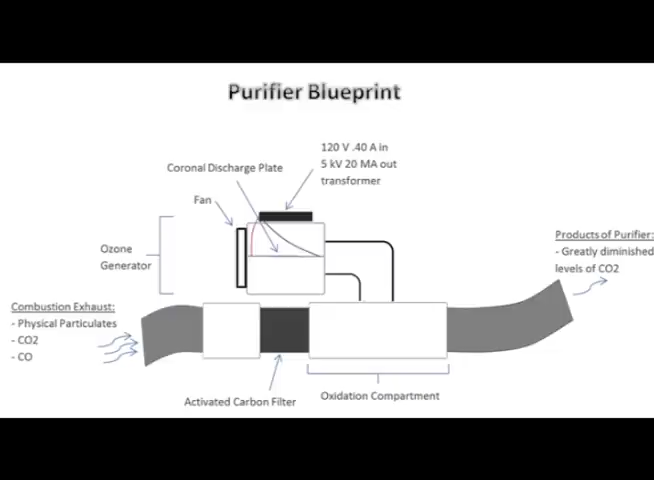 Purifier Blueprint
120 V .40 A in
5 kV 20 MA out
transformer
Coronal Discharge Plate
Fan
Ozone
Generator
Products of Purifier:
- Greatly diminished
levels of CO2
Combustion Exhaust:
- Physical Particulates
- CO2
- CO
Activated Carbon Filter
Oxidation Compartment